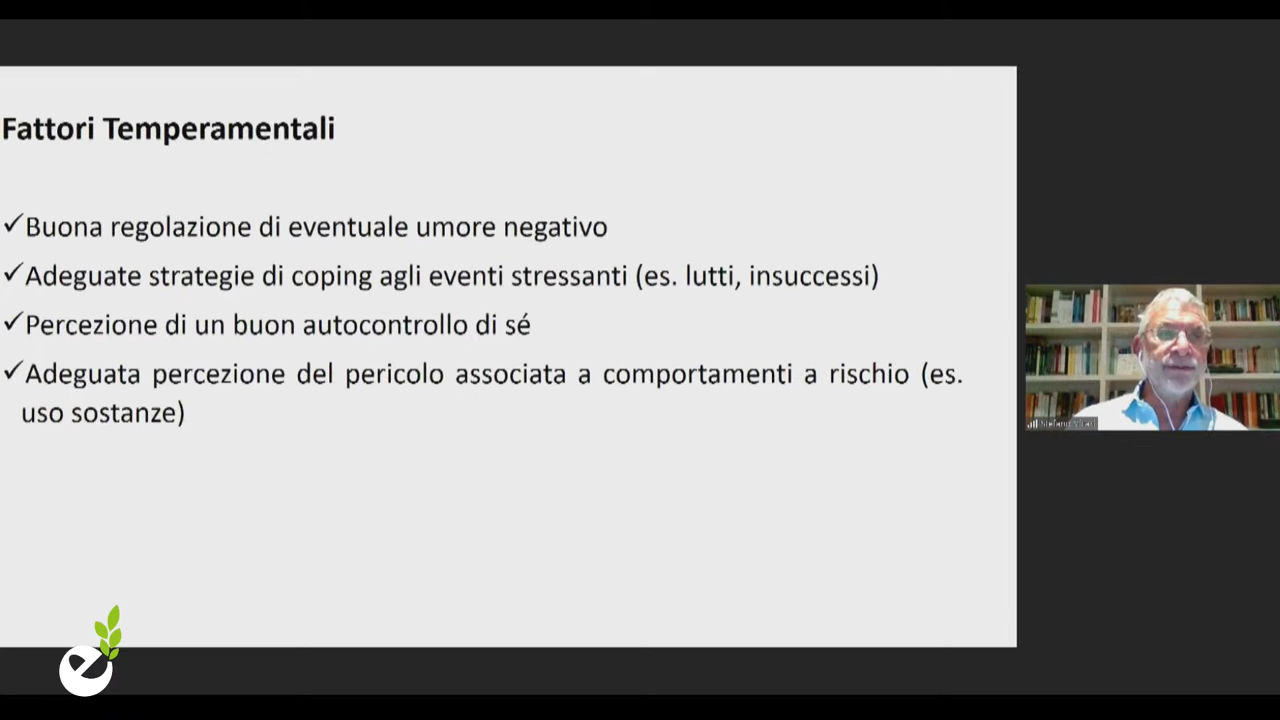 Fattori Temperamentali
✓Buona regolazione di eventuale umore negativo
✓Adeguate strategie di coping agli eventi stressanti (es. lutti, insuccessi)
✓Percezione di un buon autocontrollo di sé
✓Adeguata percezione del pericolo associata a comportamenti a rischio (es.
uso sostanze)
Stefano